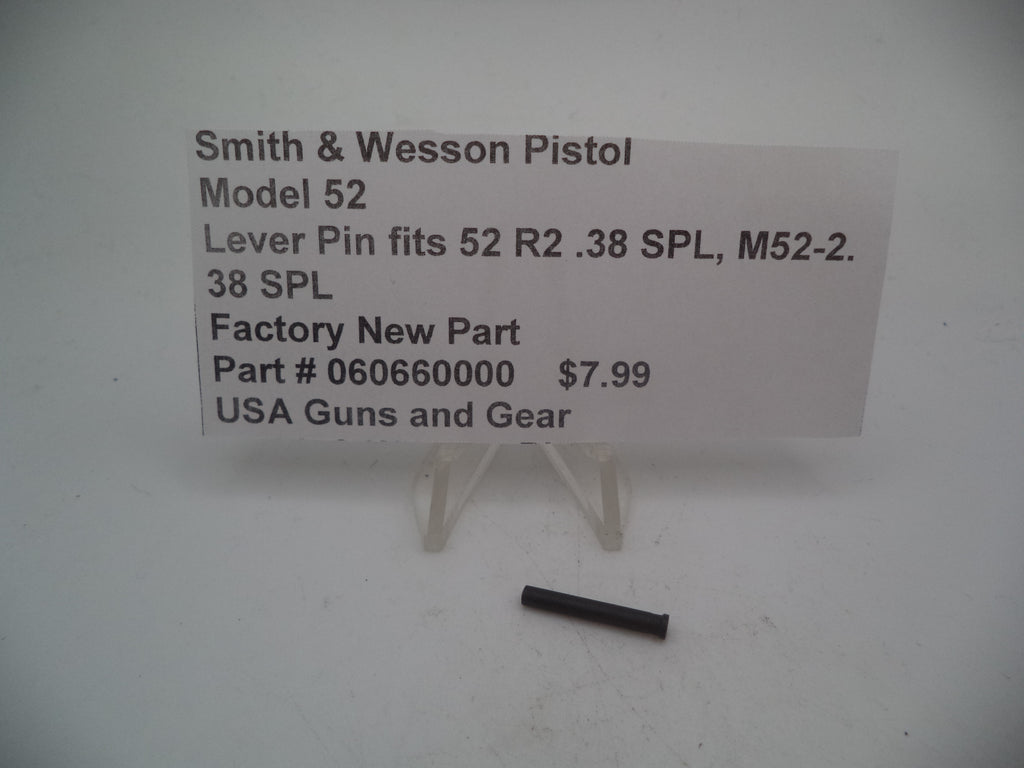 Smith & Wesson Pistol
Model 52
Lever Pin fits 52 R2 .38 SPL, M52-2.
38 SPL
Factory New Part
Part # 060660000 $7.99
USA Guns and Gear